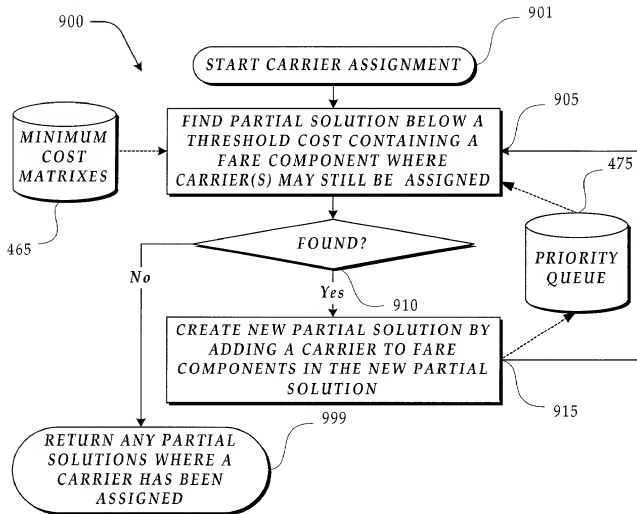 900
901
START CARRIER ASSIGNMENT
905
FIND PARTIAL SOLUTION BELOW A
THRESHOLD COST CONTAINING A
FARE COMPONENT WHERE
CARRIER(S) MAY STILL BE ASSIGNED
MINIMUM
COST
MATRIXES
465
475
PRIORITY
QUEUE
FOUND?
910
No
Yes
CREATE NEW PARTIAL SOLUTION BY
ADDING A CARRIER TO FARE
COMPONENTS IN THE NEW PARTIAL
SOLUTION
915
999
RETURN ANY PARTIAL
SOLUTIONS WHERE A
CARRIER HAS BEEN
ASSIGNED